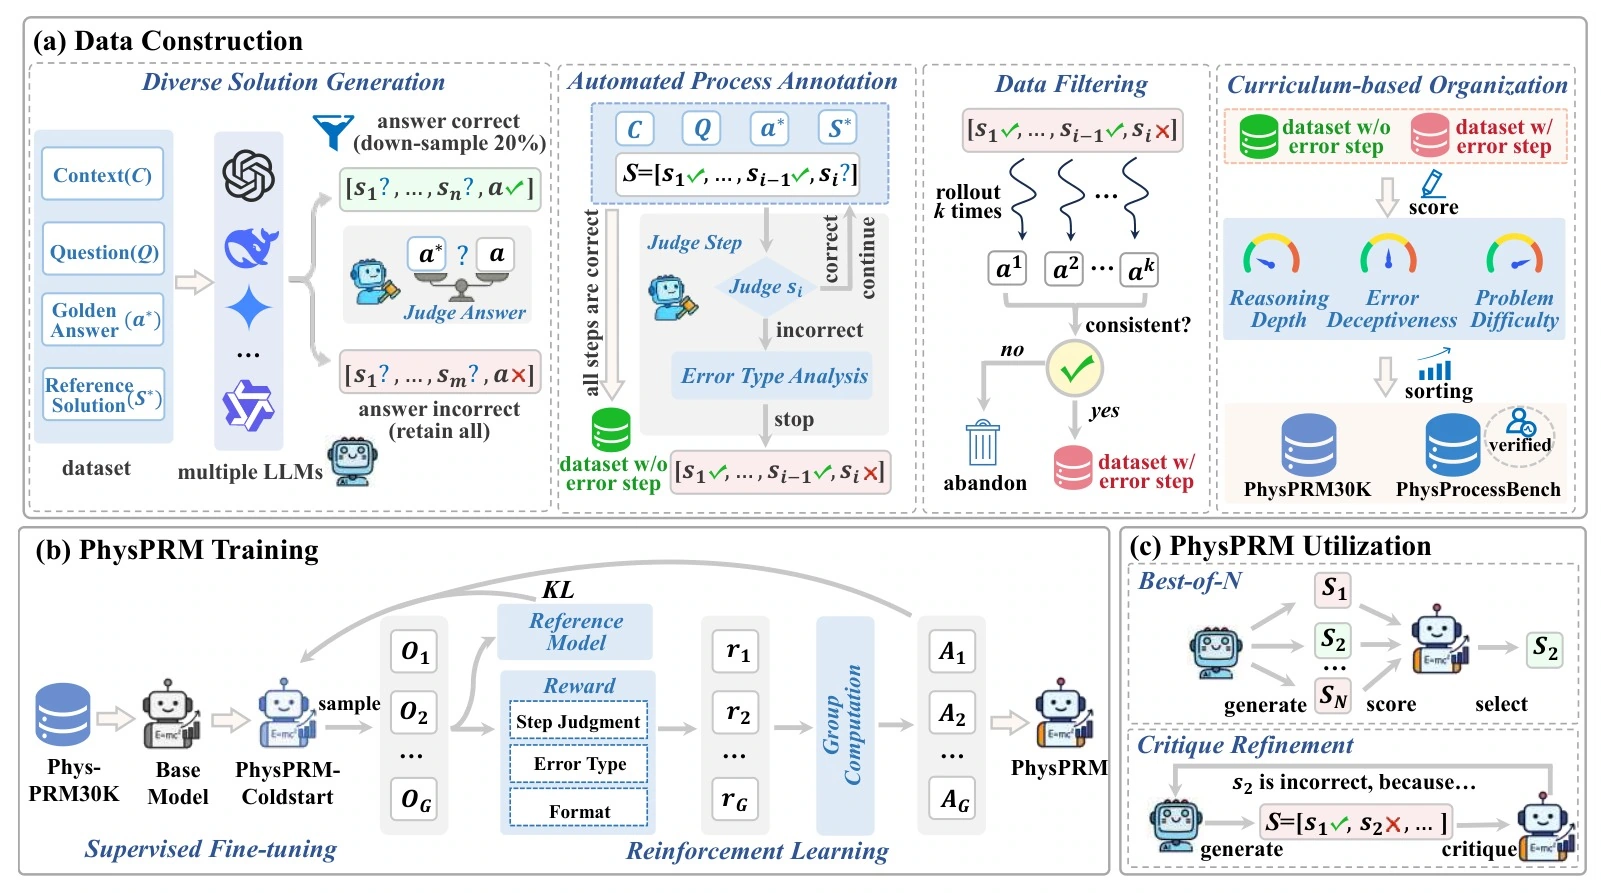 (a) Data Construction
Diverse Solution Generation
Context(C)
Question(Q)
Golden
Answer (a*)
Reference
Solution(S*)
dataset
...
multiple LLMs
answer correct
(down-sample 20%)
[s1?, ..., sn?, a✓]
a* ? a
Judge Answer
[s1?, ..., sm?, a✗]
answer incorrect
(retain all)
Automated Process Annotation
C Q a* S*
S=[s1✓, ..., si−1✓, si?]
all steps are correct
Judge Step
Judge si
correct
continue
incorrect
Error Type Analysis
stop
dataset w/o
error step
[s1✓, ..., si−1✓, si✗]
Data Filtering
[s1✓, ..., si−1✓, si✗]
rollout
k times
...
a1 a2 ... ak
consistent?
no
yes
abandon
dataset w/
error step
Curriculum-based Organization
dataset w/o
error step
dataset w/
error step
score
Reasoning
Depth
Error
Deceptiveness
Problem
Difficulty
sorting
verified
PhysPRM30K
PhysProcessBench
(b) PhysPRM Training
Phys-
PRM30K
E=mc²
Base
Model
E=mc²
PhysPRM-
Coldstart
sample
O1
O2
...
OG
KL
Reference
Model
Reward
Step Judgment
Error Type
Format
r1
r2
...
rG
Group
Computation
A1
A2
...
AG
E=mc²
PhysPRM
Supervised Fine-tuning
Reinforcement Learning
(c) PhysPRM Utilization
Best-of-N
S1
S2
...
SN
E=mc²
S2
generate
score
select
Critique Refinement
s2 is incorrect, because...
S=[s1✓, s2✗, ... ]
E=mc²
generate
critique